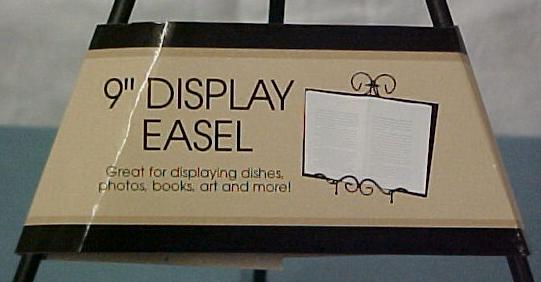 9" DISPLAY
EASEL
Great for displaying dishes,
photos, books, art and more!